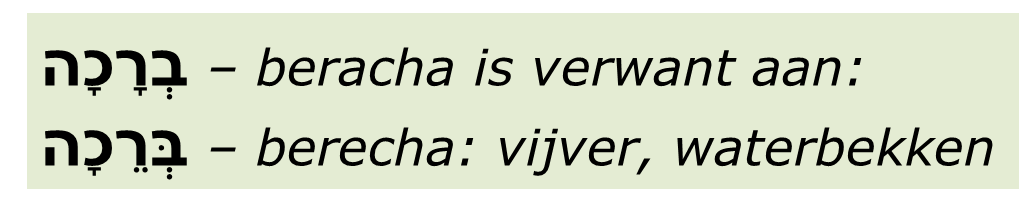 בְרָכָה – beracha is verwant aan:
בְּרֵכָה – berecha: vijver, waterbekken